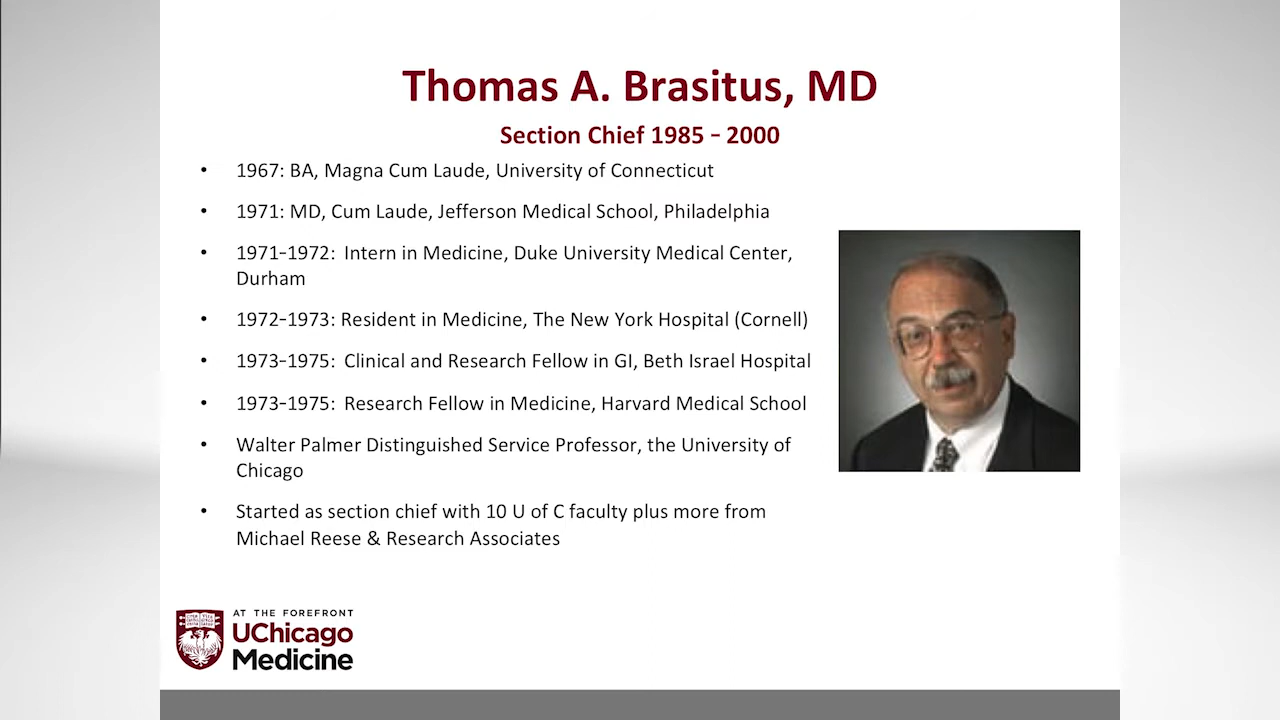 Thomas A. Brasitus, MD
Section Chief 1985 - 2000
• 1967: BA, Magna Cum Laude, University of Connecticut
• 1971: MD, Cum Laude, Jefferson Medical School, Philadelphia
• 1971-1972: Intern in Medicine, Duke University Medical Center,
Durham
• 1972-1973: Resident in Medicine, The New York Hospital (Cornell)
• 1973-1975: Clinical and Research Fellow in GI, Beth Israel Hospital
• 1973-1975: Research Fellow in Medicine, Harvard Medical School
• Walter Palmer Distinguished Service Professor, the University of
Chicago
• Started as section chief with 10 U of C faculty plus more from
Michael Reese & Research Associates
AT THE FOREFRONT
UChicago
Medicine